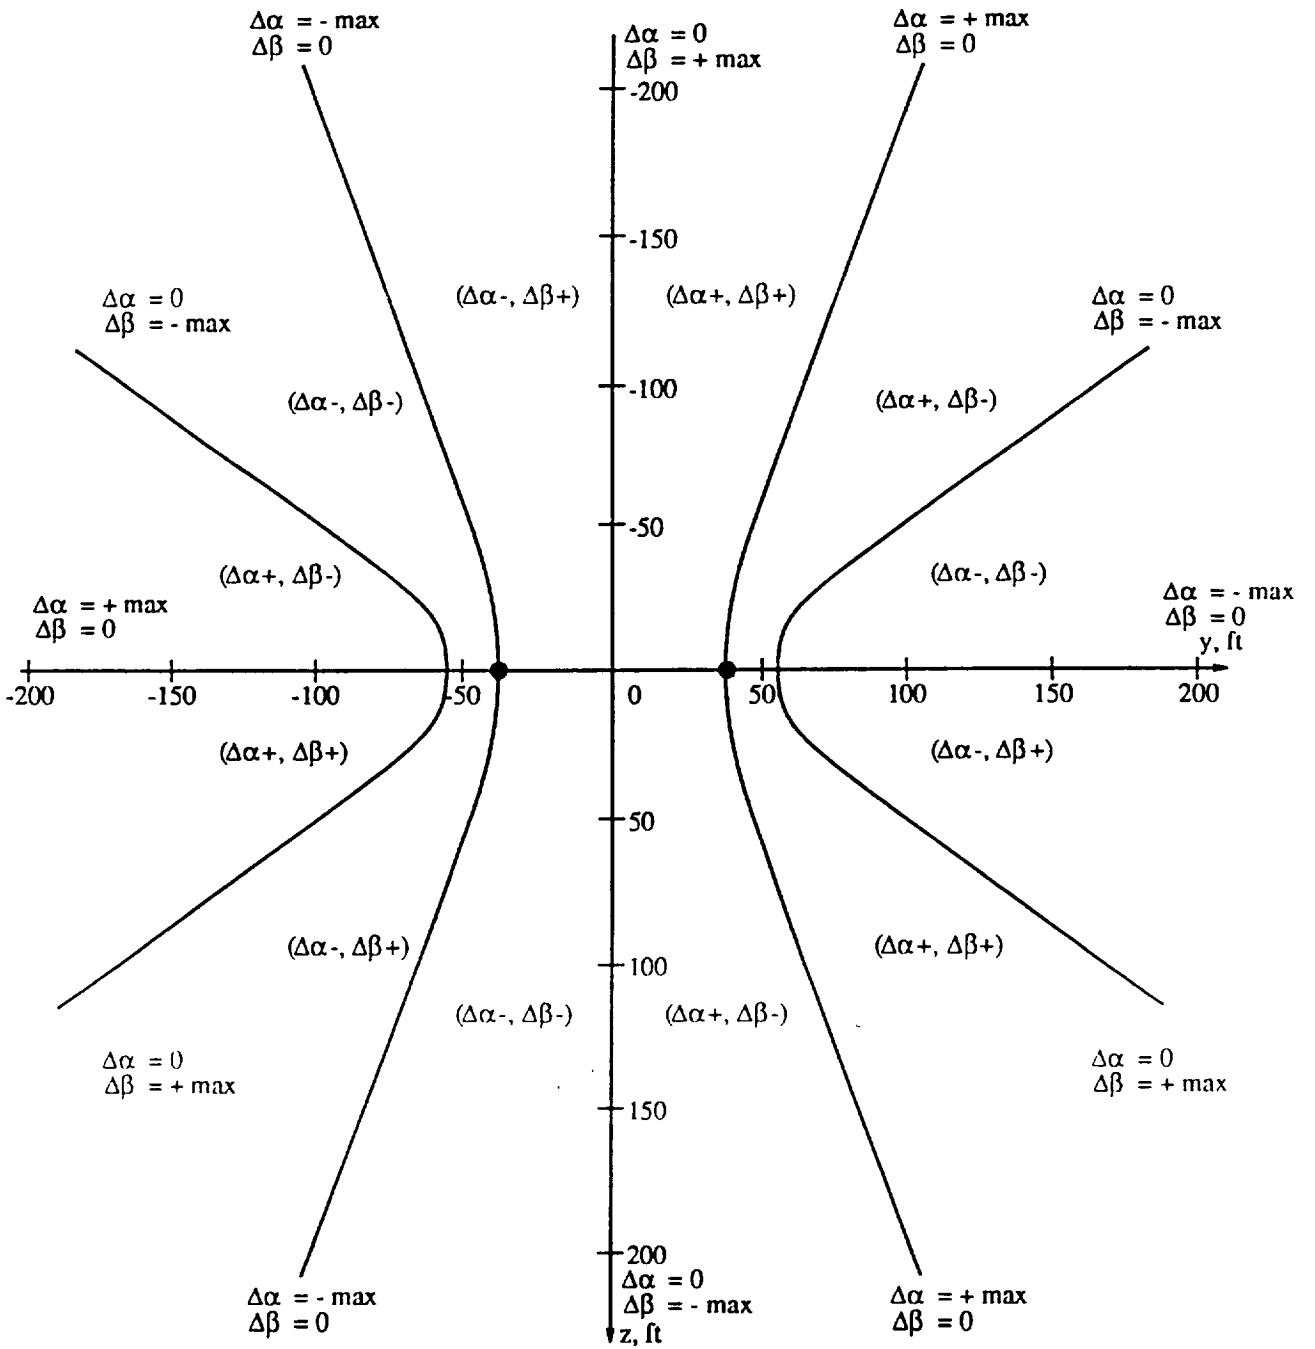 Δα = - max
Δβ = 0
Δα = 0
Δβ = + max
Δα = + max
Δβ = 0
-200
-150
(Δα-, Δβ+)
(Δα+, Δβ+)
Δα = 0
Δβ = - max
Δα = 0
Δβ = - max
-100
(Δα-, Δβ-)
(Δα+, Δβ-)
-50
(Δα+, Δβ-)
(Δα-, Δβ-)
Δα = + max
Δβ = 0
Δα = - max
Δβ = 0
y, ft
-200 -150 -100 -50 0 50 100 150 200
(Δα+, Δβ+)
(Δα-, Δβ+)
50
(Δα-, Δβ+)
(Δα+, Δβ+)
100
(Δα-, Δβ-)
(Δα+, Δβ-)
Δα = 0
Δβ = + max
Δα = 0
Δβ = + max
150
200
Δα = 0
Δβ = - max
z, ft
Δα = - max
Δβ = 0
Δα = + max
Δβ = 0